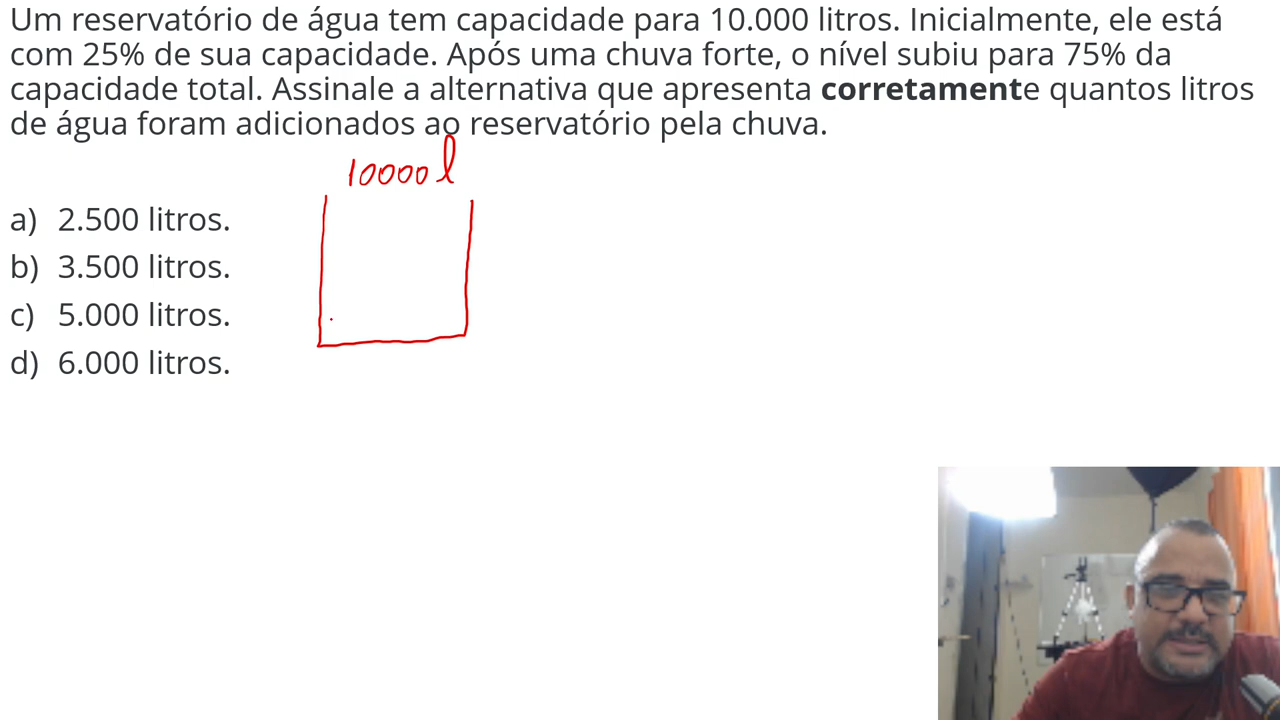 Um reservatório de água tem capacidade para 10.000 litros. Inicialmente, ele está
com 25% de sua capacidade. Após uma chuva forte, o nível subiu para 75% da
capacidade total. Assinale a alternativa que apresenta corretamente quantos litros
de água foram adicionados ao reservatório pela chuva.
10000 l
a) 2.500 litros.
b) 3.500 litros.
c) 5.000 litros.
d) 6.000 litros.